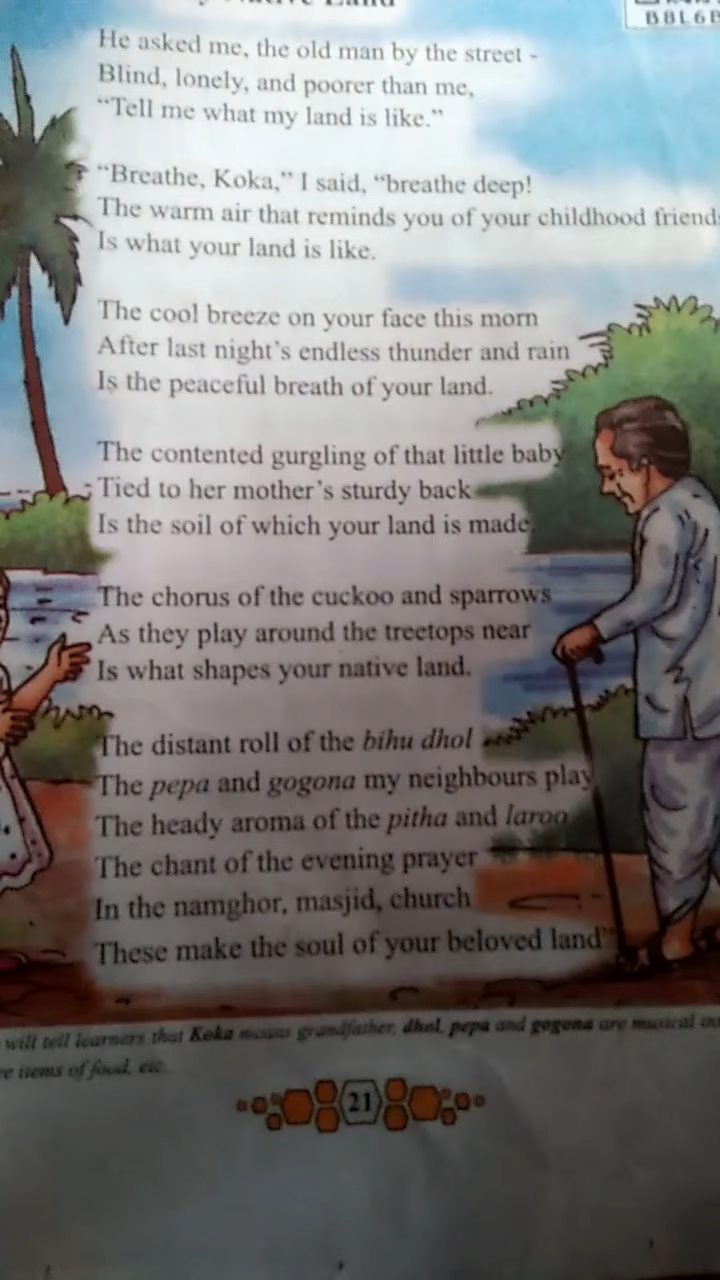 Land
B8L6B
He asked me, the old man by the street -
Blind, lonely, and poorer than me,
“Tell me what my land is like.”
“Breathe, Koka,” I said, “breathe deep!
The warm air that reminds you of your childhood friends
Is what your land is like.
The cool breeze on your face this morn
After last night’s endless thunder and rain
Is the peaceful breath of your land.
The contented gurgling of that little baby
Tied to her mother’s sturdy back
Is the soil of which your land is made.
The chorus of the cuckoo and sparrows
As they play around the treetops near
Is what shapes your native land.
The distant roll of the bihu dhol
The pepa and gogona my neighbours play
The heady aroma of the pitha and laroo
The chant of the evening prayer
In the namghor, masjid, church
These make the soul of your beloved land”
will tell learners that Koka means grandfather, dhol, pepa and gogona are musical
items of food, etc.
21